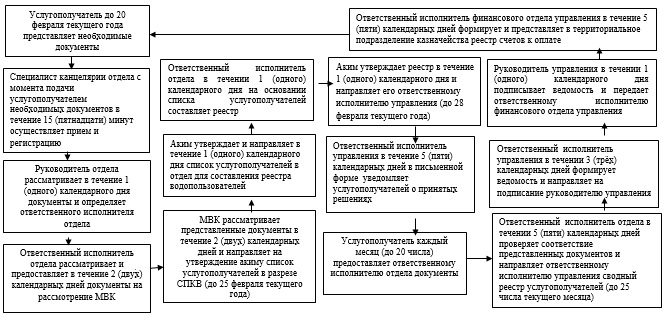 Услугополучатель до 20
февраля текущего года
представляет необходимые
документы
Специалист канцелярии отдела с
момента подачи
услугополучателем
необходимых документов в
течение 15 (пятнадцати) минут
осуществляет прием и
регистрацию
Руководитель отдела
рассматривает в течение 1
(одного) календарного дня
документы и определяет
ответственного исполнителя
отдела
Ответственный исполнитель
отдела рассматривает и
предоставляет в течение 2 (двух)
календарных дней документы на
рассмотрение МВК
МВК рассматривает
представленные документы в
течение 2 (двух) календарных
дней и направляет на
утверждение акиму список
услугополучателей в разрезе
СПКВ (до 25 февраля текущего
года)
Аким утверждает и направляет в
течение 1 (одного) календарного
дня список услугополучателей в
отдел для составления реестра
водопользователей
Ответственный исполнитель
отдела в течении 1 (одного)
календарного дня на основании
списка услугополучателей
составляет реестр
Аким утверждает реестр в течение
1 (одного) календарного дня и
направляет его ответственному
исполнителю управления (до 28
февраля текущего года)
Ответственный исполнитель
управления в течение 5 (пяти)
календарных дней в письменной
форме уведомляет
услугополучателей о принятых
решениях
Услугополучатель каждый
месяц (до 20 числа)
предоставляет ответственному
исполнителю отдела документы
Ответственный исполнитель отдела в
течении 5 (пяти) календарных дней
проверяет соответствие
представленных документов и
направляет ответственному
исполнителю управления сводный
реестр услугополучателей (до 25
числа текущего месяца)
Ответственный исполнитель
управления в течение 3 (трёх)
календарных дней формирует
ведомость и направляет на
подписание руководителю управления
Руководитель управления в течении 1
(одного) календарного дня
подписывает ведомость и передает
ответственному исполнителю
финансового отдела управления
Ответственный исполнитель финансового отдела управления в течение 5
(пяти) календарных дней формирует и представляет в территориальное
подразделение казначейства реестр счетов к оплате